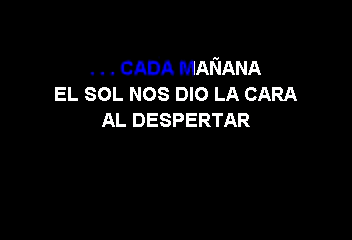 . . . CADA MAÑANA
EL SOL NOS DIO LA CARA
AL DESPERTAR